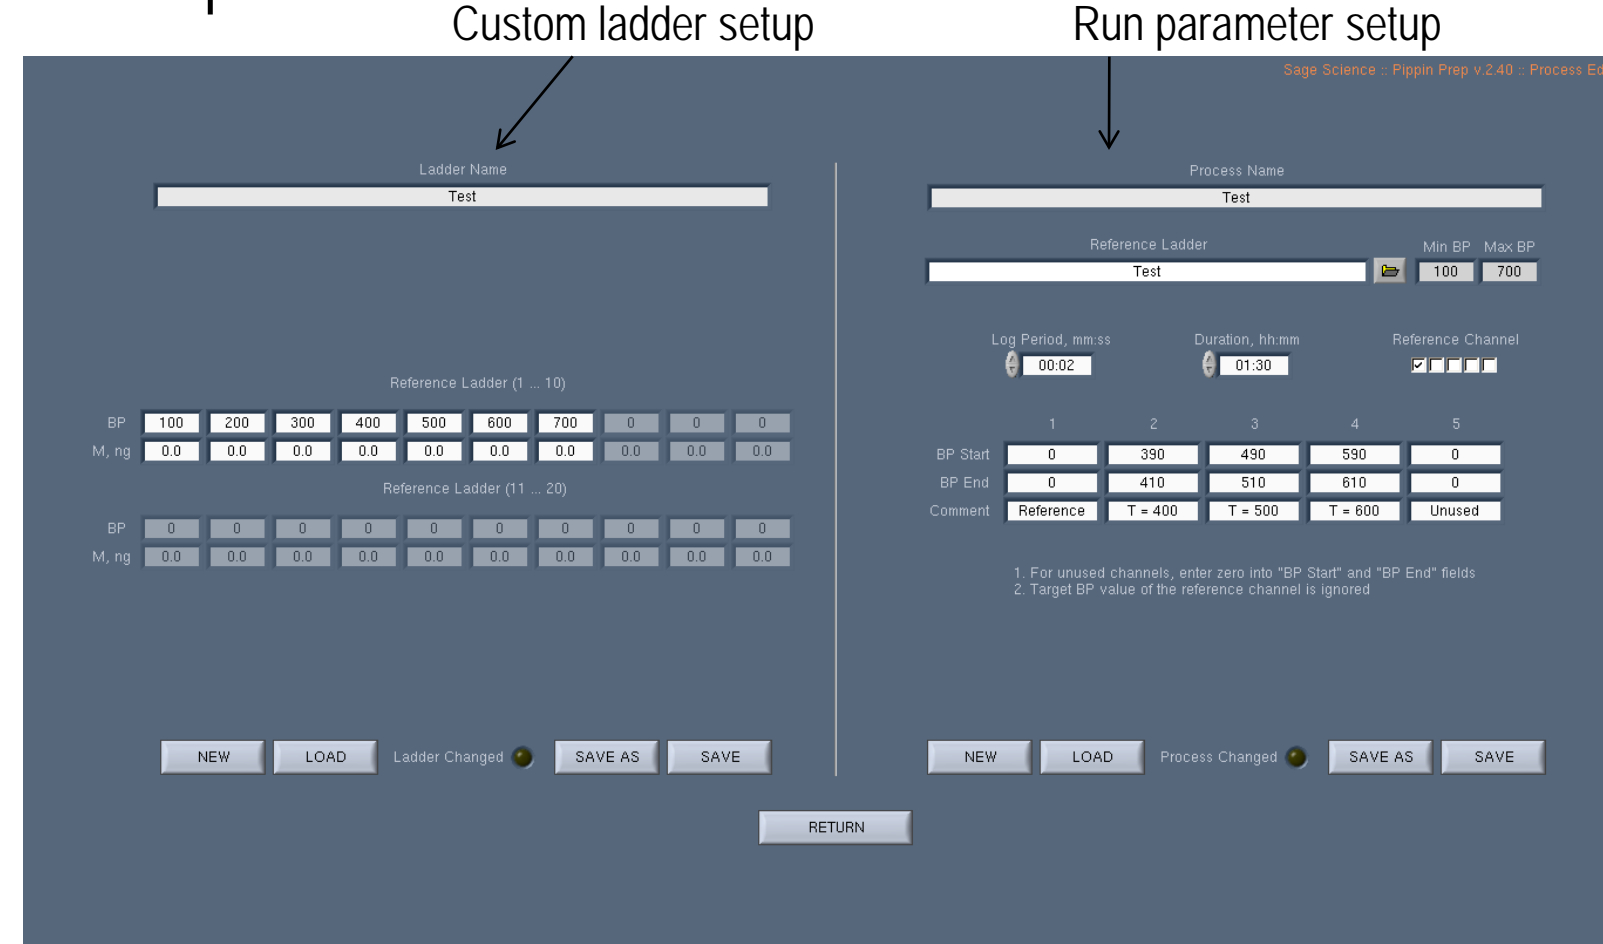 Custom ladder setup
Run parameter setup
Sage Science :: Pippin Prep v.2.40 :: Process Ed
Ladder Name
Test
Reference Ladder (1 ... 10)
BP 100 200 300 400 500 600 700 0 0 0
M, ng 0.0 0.0 0.0 0.0 0.0 0.0 0.0 0.0 0.0 0.0
Reference Ladder (11 ... 20)
BP 0 0 0 0 0 0 0 0 0 0
M, ng 0.0 0.0 0.0 0.0 0.0 0.0 0.0 0.0 0.0 0.0
NEW LOAD Ladder Changed SAVE AS SAVE
Process Name
Test
Reference Ladder Min BP Max BP
Test 100 700
Log Period, mm:ss Duration, hh:mm Reference Channel
00:02 01:30
1 2 3 4 5
BP Start 0 390 490 590 0
BP End 0 410 510 610 0
Comment Reference T = 400 T = 500 T = 600 Unused
1. For unused channels, enter zero into "BP Start" and "BP End" fields
2. Target BP value of the reference channel is ignored
NEW LOAD Process Changed SAVE AS SAVE
RETURN